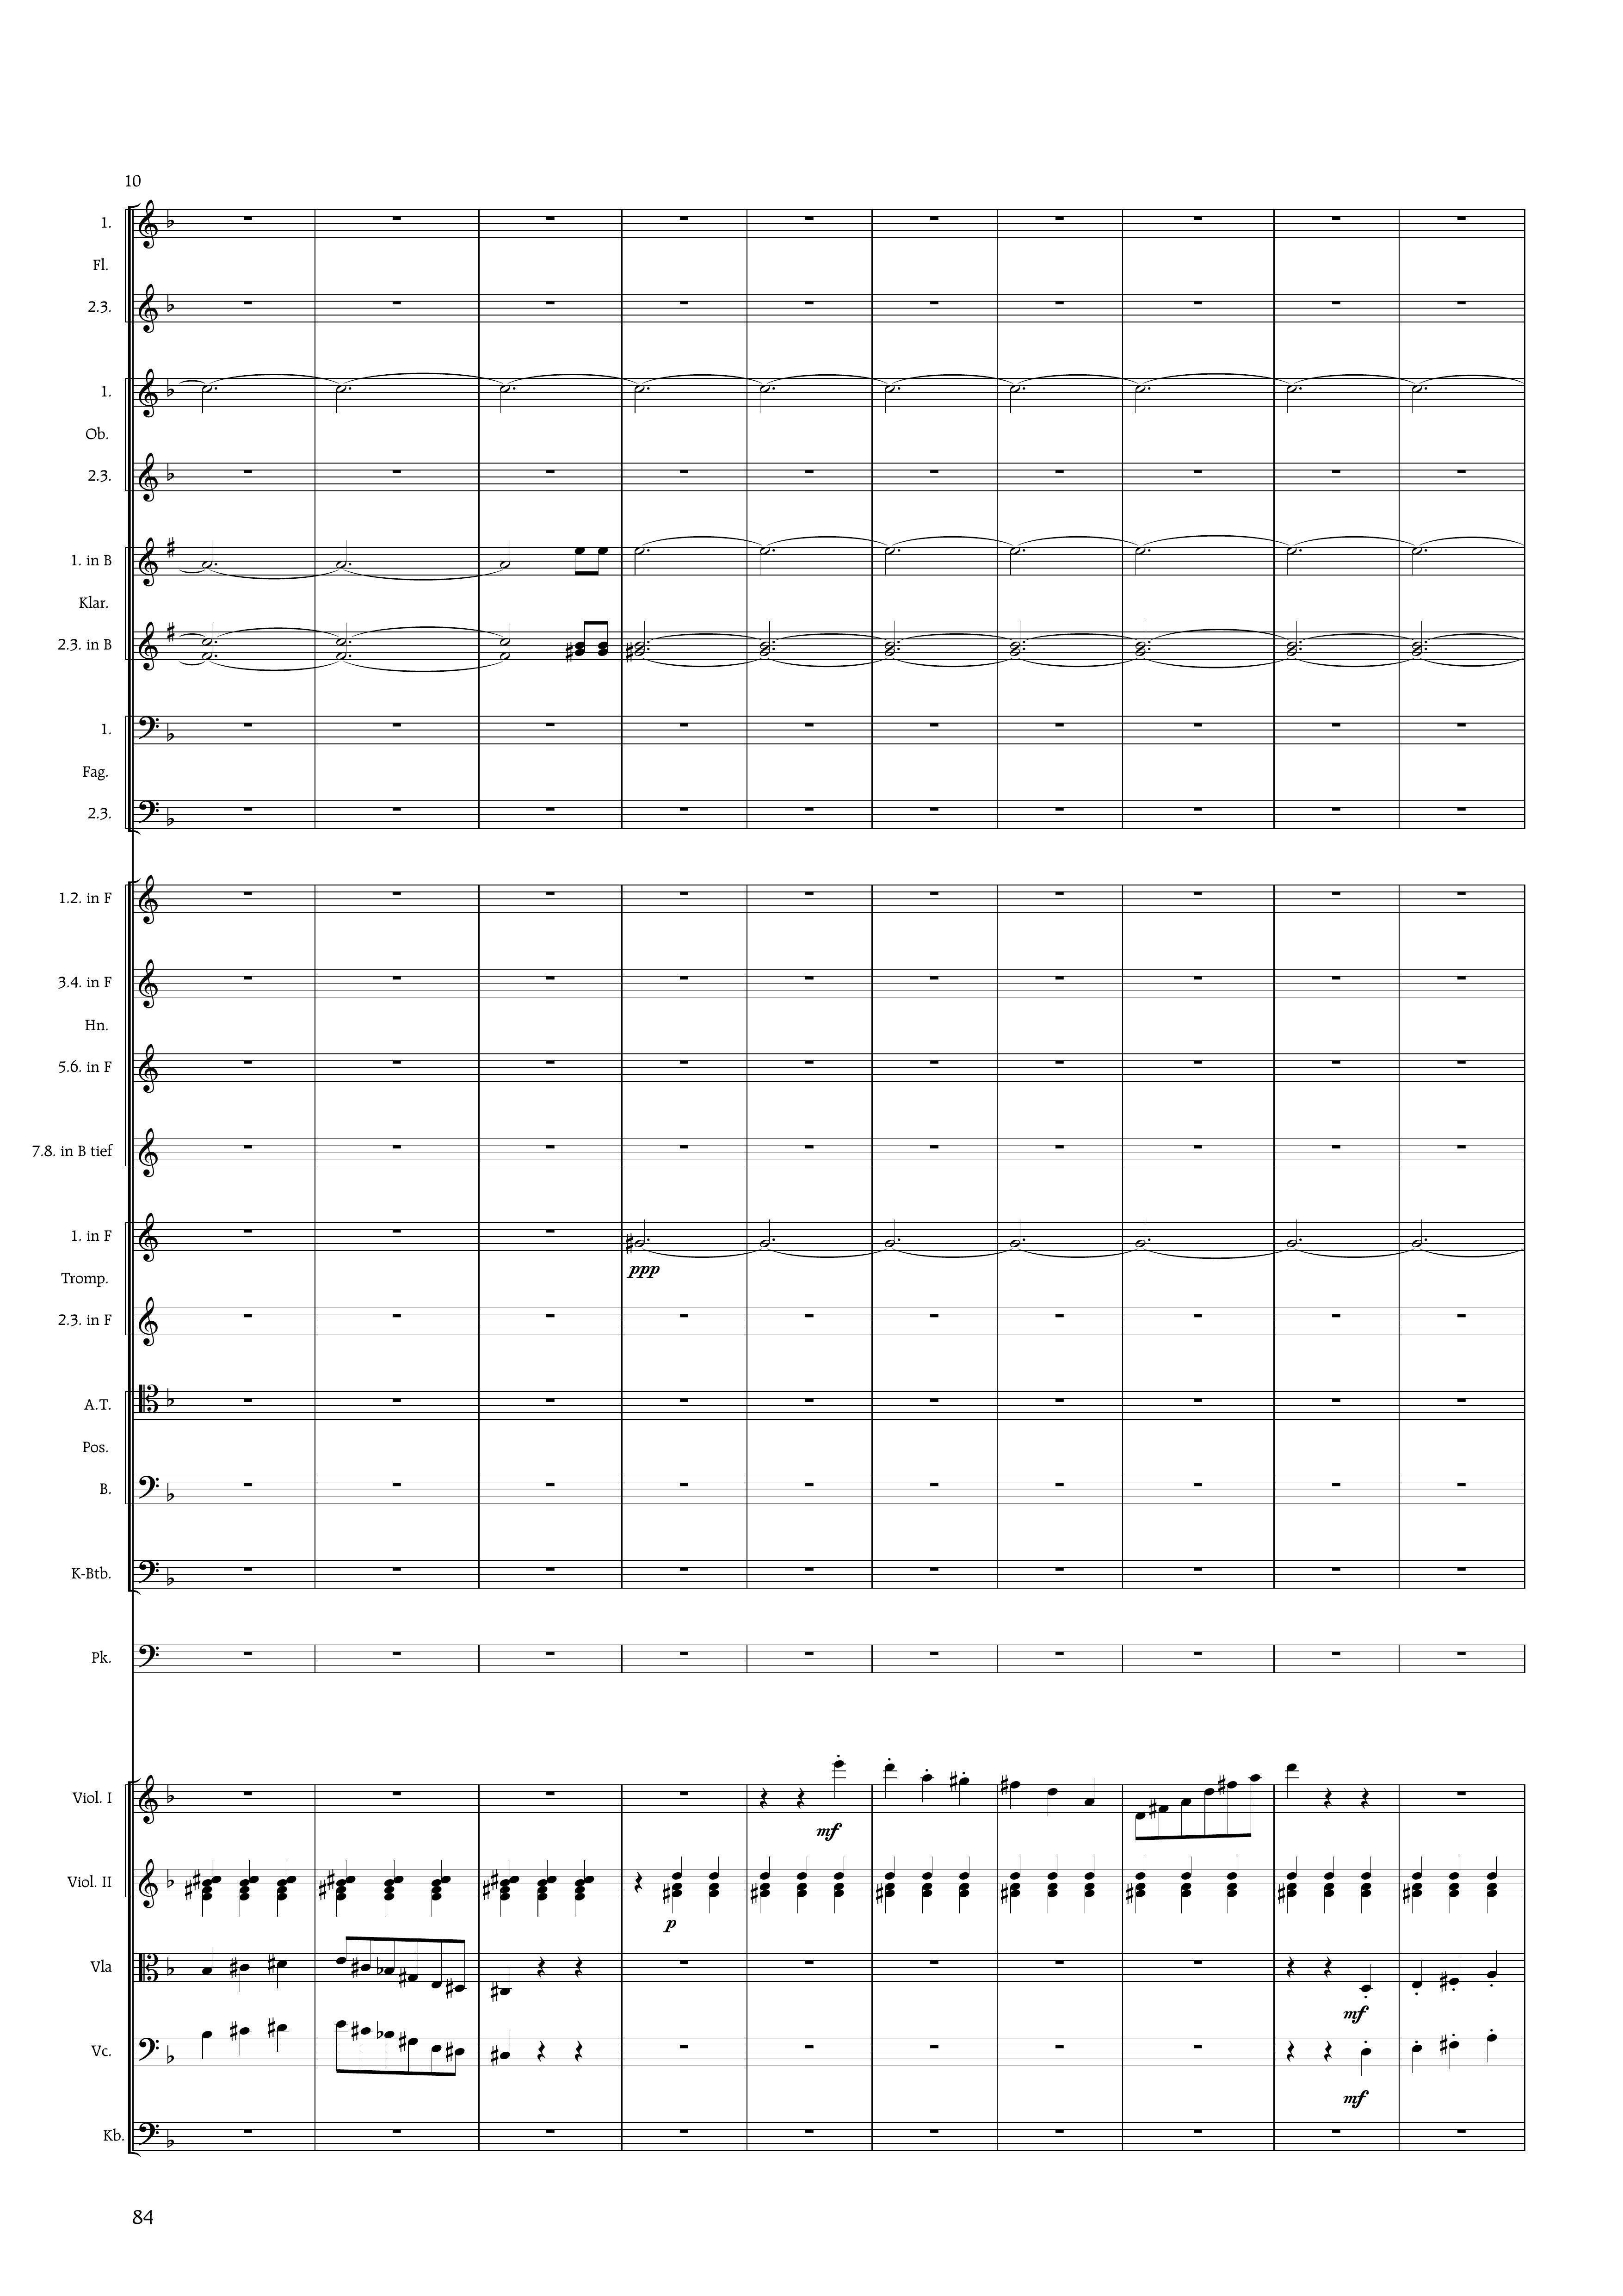 10
1.
Fl.
2.3.
1.
Ob.
2.3.
1. in B
Klar.
2.3. in B
1.
Fag.
2.3.
1.2. in F
3.4. in F
Hn.
5.6. in F
7.8. in B tief
1. in F
ppp
Tromp.
2.3. in F
A.T.
Pos.
B.
K-Btb.
Pk.
Viol. I
mf
Viol. II
p
Vla
mf
Vc.
mf
Kb.
84